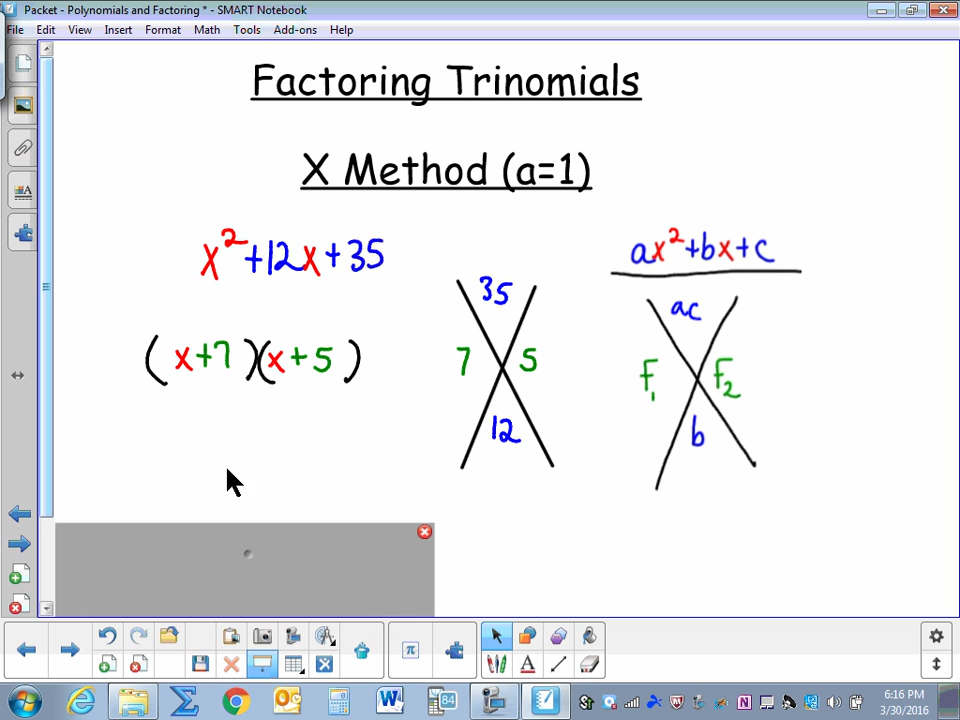 Packet - Polynomials and Factoring * - SMART Notebook
File Edit View Insert Format Math Tools Add-ons Help
Factoring Trinomials
X Method (a=1)
x²+12x+35
(x+7)(x+5)
35
7 5
12
ax²+bx+c
ac
F₁ F₂
b
π
A
84
N
6:16 PM
3/30/2016